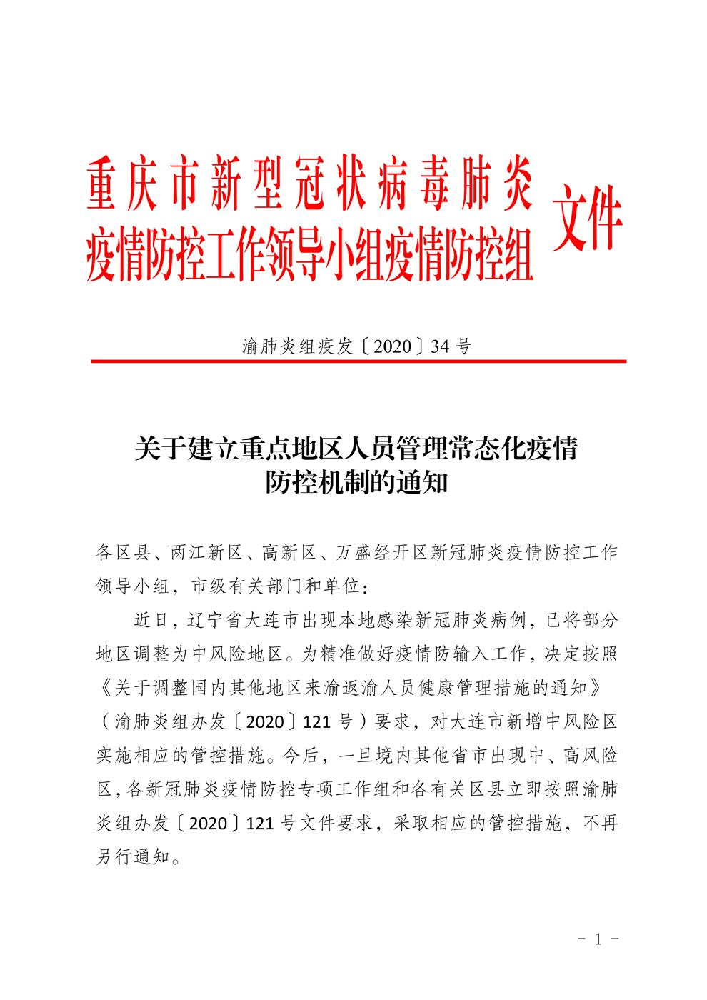 重庆市新型冠状病毒肺炎
疫情防控工作领导小组疫情防控组
文件
渝肺炎组疫发〔2020〕34 号
关于建立重点地区人员管理常态化疫情
防控机制的通知
各区县、两江新区、高新区、万盛经开区新冠肺炎疫情防控工作
领导小组，市级有关部门和单位：
近日，辽宁省大连市出现本地感染新冠肺炎病例，已将部分
地区调整为中风险地区。为精准做好疫情防输入工作，决定按照
《关于调整国内其他地区来渝返渝人员健康管理措施的通知》
（渝肺炎组办发〔2020〕121 号）要求，对大连市新增中风险区
实施相应的管控措施。今后，一旦境内其他省市出现中、高风险
区，各新冠肺炎疫情防控专项工作组和各有关区县立即按照渝肺
炎组办发〔2020〕121 号文件要求，采取相应的管控措施，不再
另行通知。
- 1 -